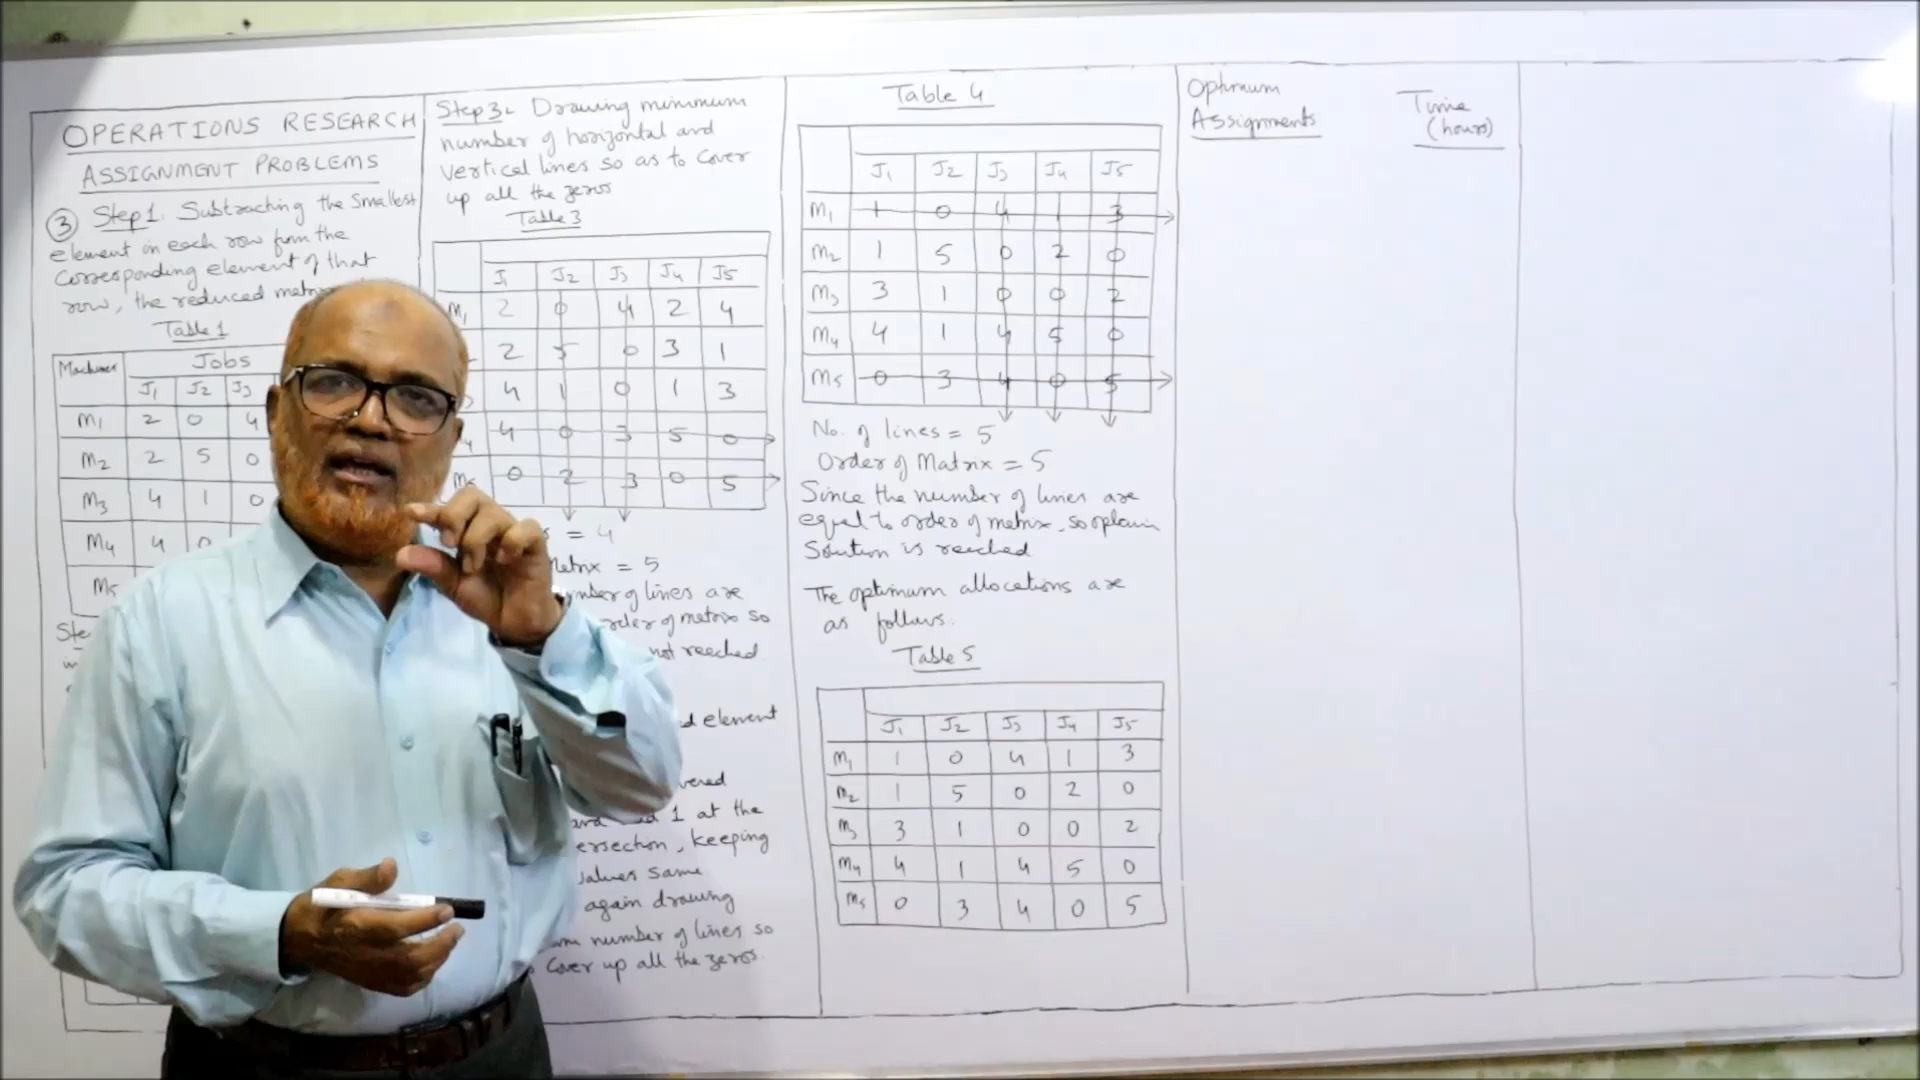 OPERATIONS RESEARCH
ASSIGNMENT PROBLEMS
③ Step 1. Subtracting the Smallest
element in each row from the
Corresponding element of that
row, the reduced
Table 1
Machines Jobs
J1 J2 J3
M1 2 0 4
M2 2 5 0
M3 4 1 0
M4 4 0
M5
Step 3:- Drawing minimum
number of horizontal and
vertical lines so as to cover
up all the zeros
Table 3
J1 J2 J3 J4 J5
M1 2 0 4 2 4
2 5 0 3 1
4 1 0 1 3
4 0 3 5 0
0 2 3 0 5
= 4
Metrix = 5
number of lines are
order of metrix so
not reached
element
1 at the
ersection, keeping
values same
again drawing
number of lines so
Cover up all the zeros.
Table 4
J1 J2 J3 J4 J5
M1 1 0 4 1 3
M2 1 5 0 2 0
M3 3 1 0 0 2
M4 4 1 4 5 0
M5 0 3 4 0 5
No. of lines = 5
Order of Matrix = 5
Since the number of lines are
equal to order of metrix, so
Solution is reached
The optimum allocations are
as follows.
Table 5
J1 J2 J3 J4 J5
M1 1 0 4 1 3
M2 1 5 0 2 0
M3 3 1 0 0 2
M4 4 1 4 5 0
M5 0 3 4 0 5
Optimum
Assignments
Time
(hours)